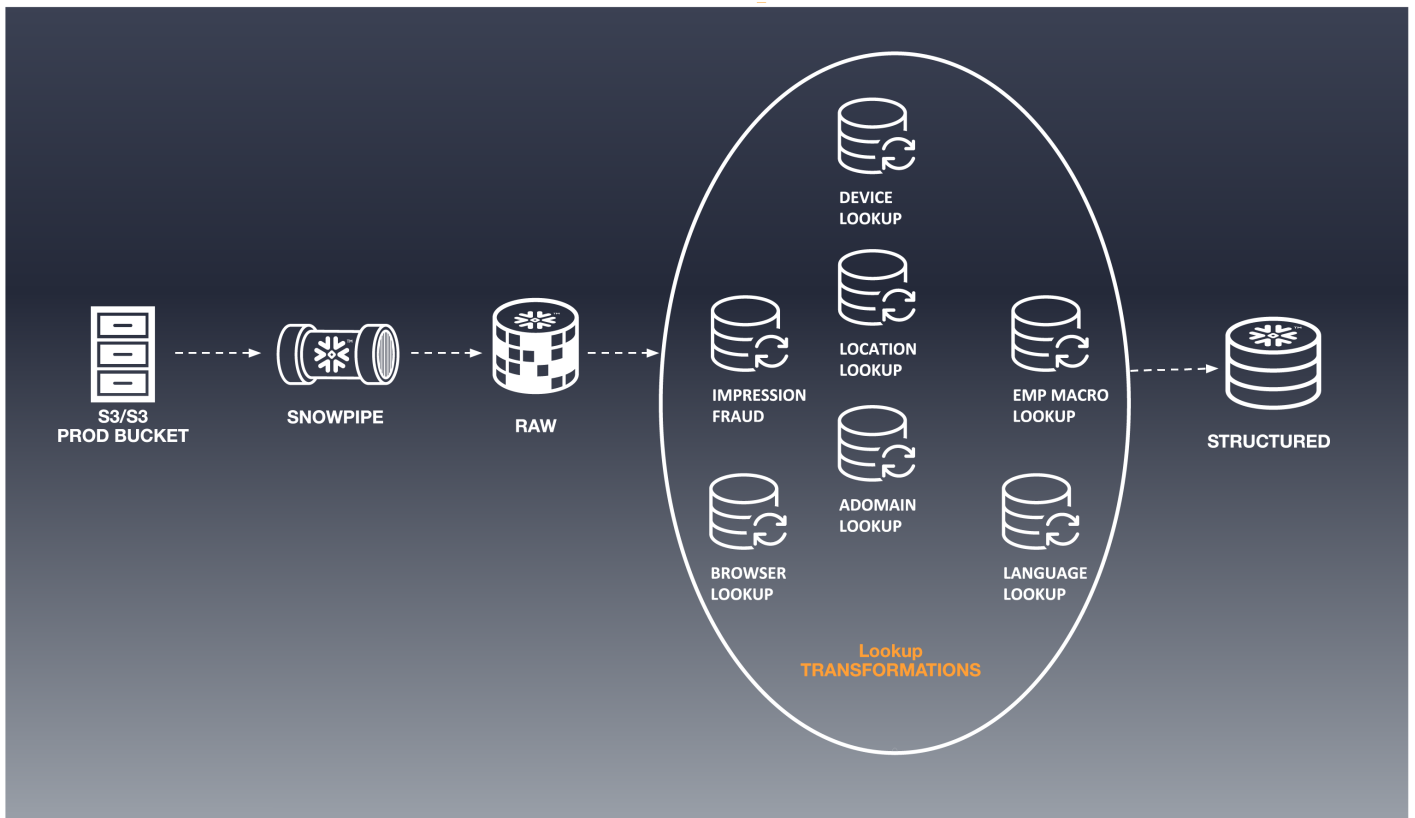 S3/S3
PROD BUCKET
SNOWPIPE
RAW
DEVICE
LOOKUP
LOCATION
LOOKUP
IMPRESSION
FRAUD
EMP MACRO
LOOKUP
ADOMAIN
LOOKUP
BROWSER
LOOKUP
LANGUAGE
LOOKUP
Lookup
TRANSFORMATIONS
STRUCTURED